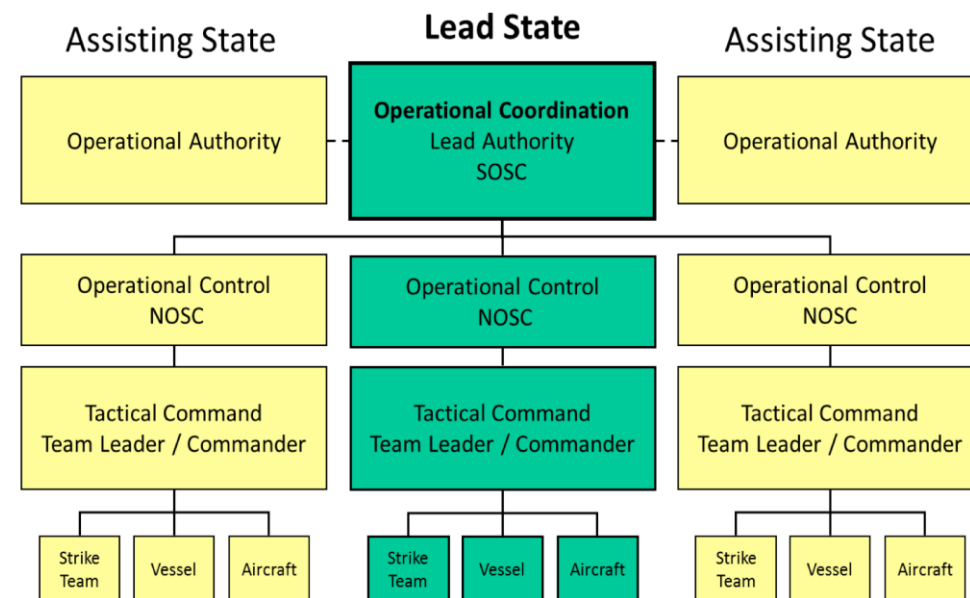 Assisting State
Lead State
Assisting State
Operational Authority
Operational Coordination
Lead Authority
SOSC
Operational Authority
Operational Control
NOSC
Operational Control
NOSC
Operational Control
NOSC
Tactical Command
Team Leader / Commander
Tactical Command
Team Leader / Commander
Tactical Command
Team Leader / Commander
Strike
Team
Vessel
Aircraft
Strike
Team
Vessel
Aircraft
Strike
Team
Vessel
Aircraft